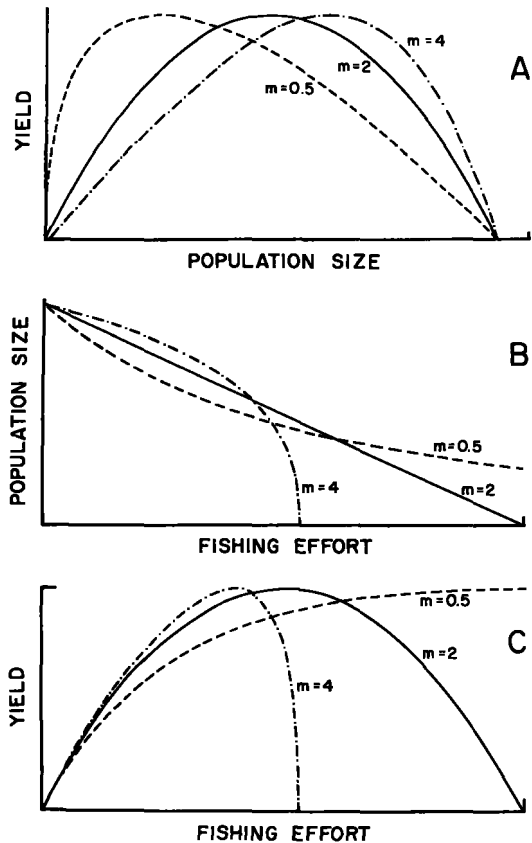 YIELD
m=4
m=2
m=0.5
A
POPULATION SIZE
POPULATION SIZE
B
m=0.5
m=2
m=4
FISHING EFFORT
YIELD
m=0.5
m=2
C
m=4
FISHING EFFORT